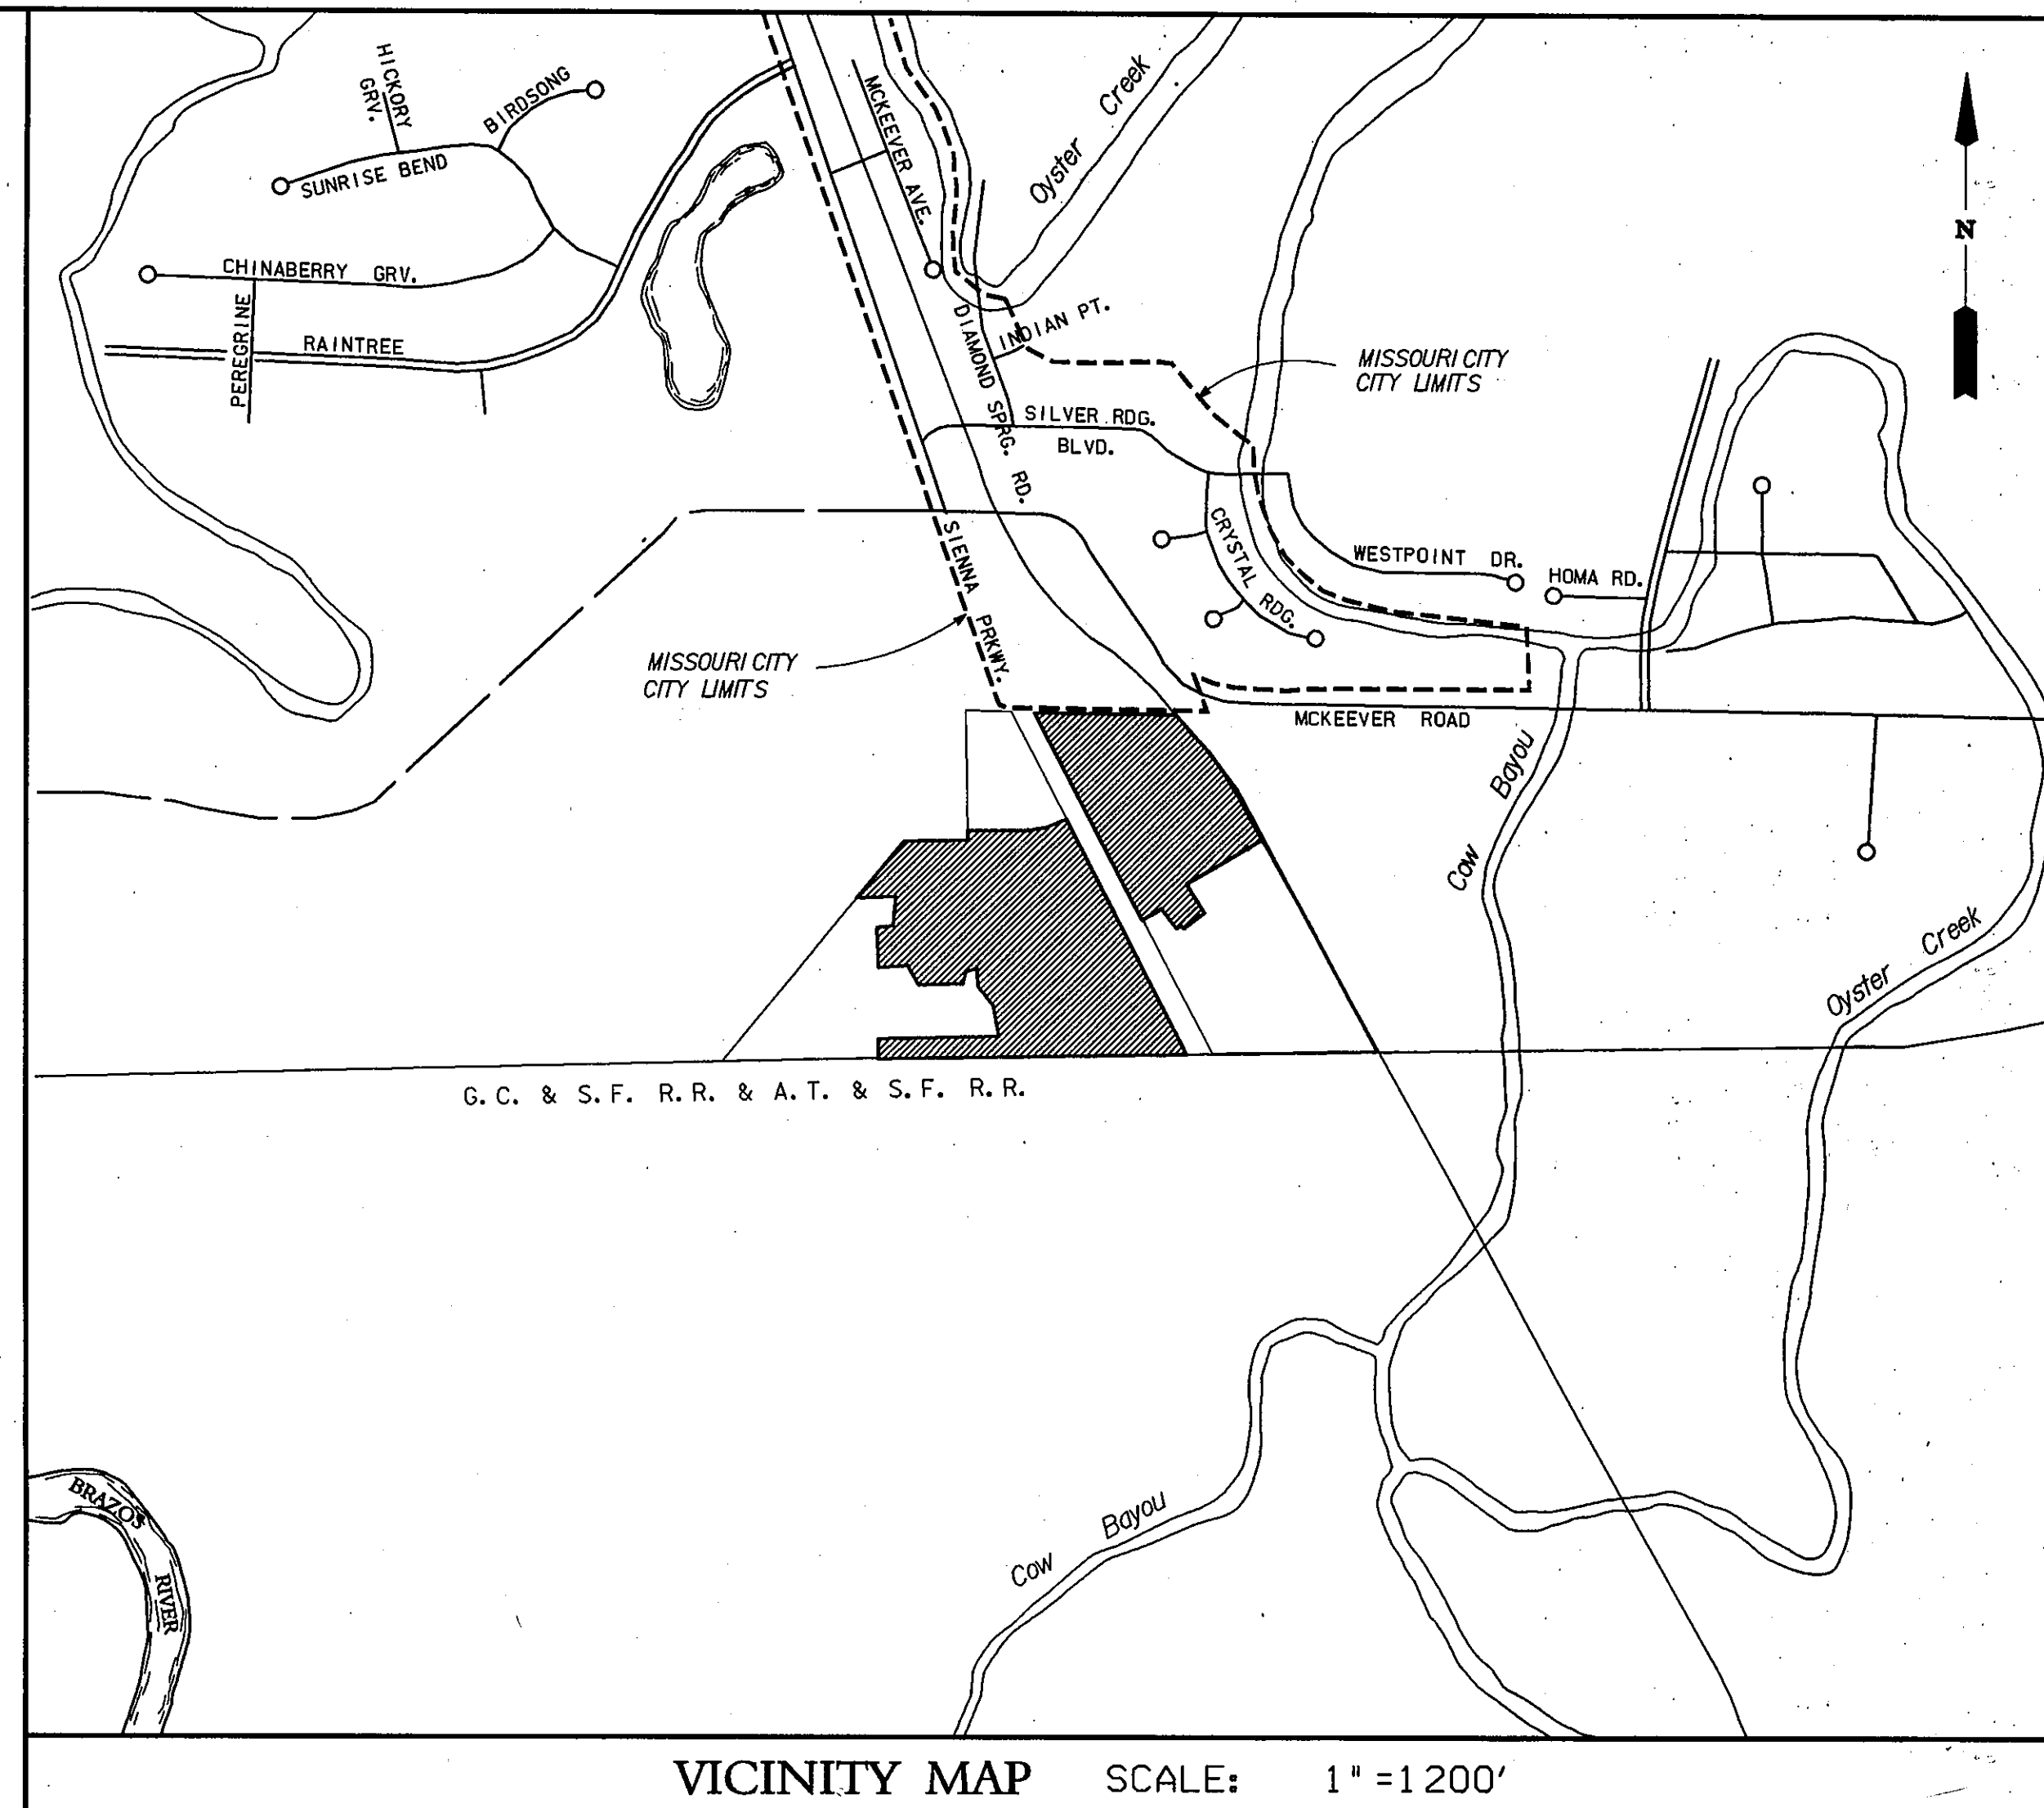 HICKORY
GRV.
BIRDSONG
SUNRISE BEND
CHINABERRY GRV.
PEREGRINE
RAINTREE
MCKEEVER AVE.
Oyster Creek
N
DIAMOND SPRG. RD.
INDIAN PT.
MISSOURI CITY
CITY LIMITS
SILVER RDG.
BLVD.
SIENNA PRKWY.
CRYSTAL RDG.
WESTPOINT DR.
HOMA RD.
MISSOURI CITY
CITY LIMITS
MCKEEVER ROAD
Cow Bayou
Oyster Creek
G.C. & S.F. R.R. & A.T. & S.F. R.R.
BRAZOS
RIVER
Cow Bayou
VICINITY MAP SCALE: 1"=1200'